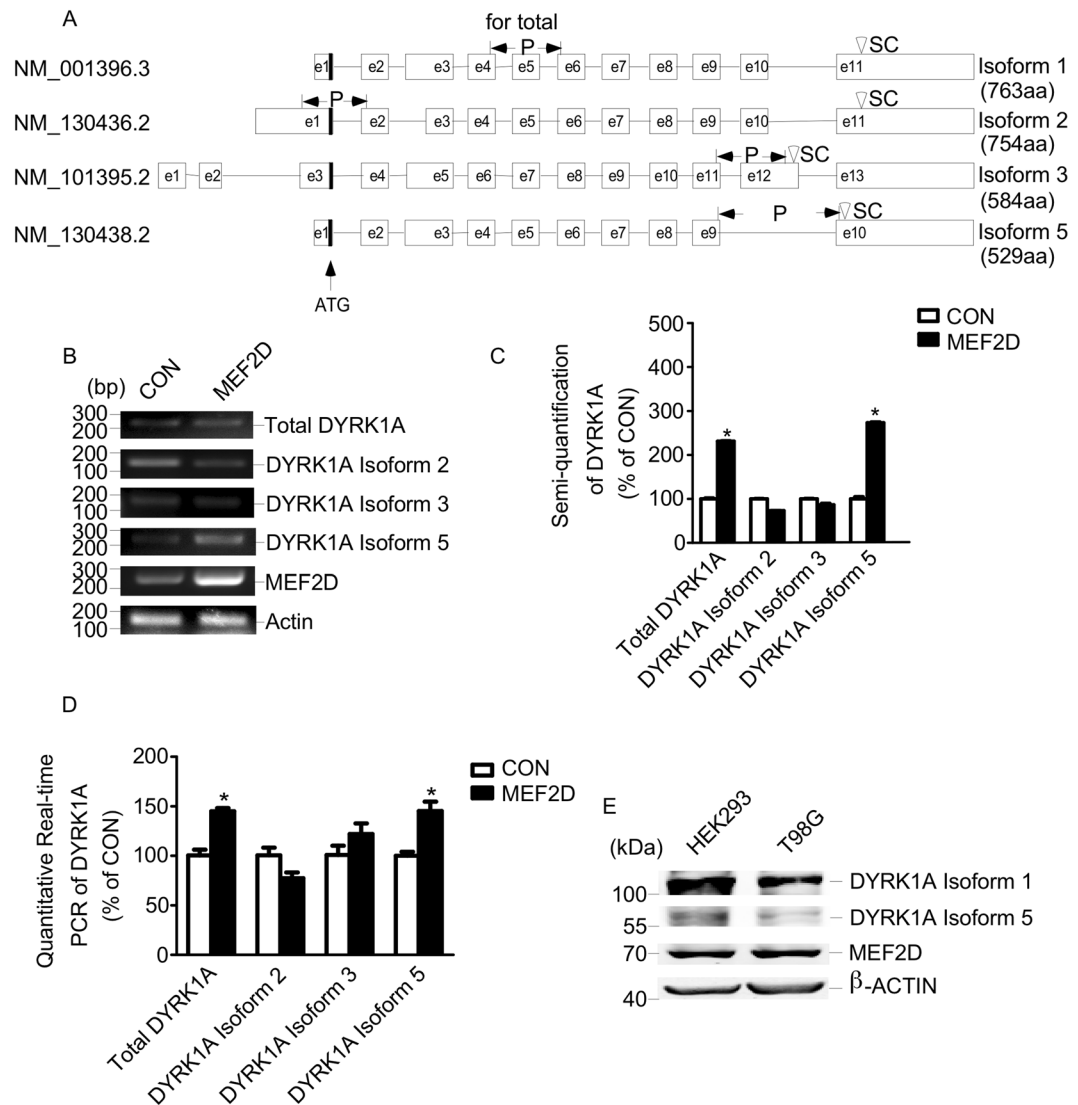 A
for total
P
SC
NM_001396.3 e1 e2 e3 e4 e5 e6 e7 e8 e9 e10 e11 Isoform 1
(763aa)
P
SC
NM_130436.2 e1 e2 e3 e4 e5 e6 e7 e8 e9 e10 e11 Isoform 2
(754aa)
P SC
NM_101395.2 e1 e2 e3 e4 e5 e6 e7 e8 e9 e10 e11 e12 e13 Isoform 3
(584aa)
P SC
NM_130438.2 e1 e2 e3 e4 e5 e6 e7 e8 e9 e10 Isoform 5
(529aa)
ATG
B
(bp) CON MEF2D
300
200
Total DYRK1A
200
100
DYRK1A Isoform 2
200
100
DYRK1A Isoform 3
300
200
DYRK1A Isoform 5
300
200
MEF2D
200
100
Actin
C
Semi-quantification
of DYRK1A
(% of CON)
500
400
300
200
100
0
* *
CON
MEF2D
Total DYRK1A
DYRK1A Isoform 2
DYRK1A Isoform 3
DYRK1A Isoform 5
D
Quantitative Real-time
PCR of DYRK1A
(% of CON)
200
150
100
50
0
* *
CON
MEF2D
Total DYRK1A
DYRK1A Isoform 2
DYRK1A Isoform 3
DYRK1A Isoform 5
E
(kDa) HEK293 T98G
100
DYRK1A Isoform 1
55
DYRK1A Isoform 5
70
MEF2D
40
β-ACTIN